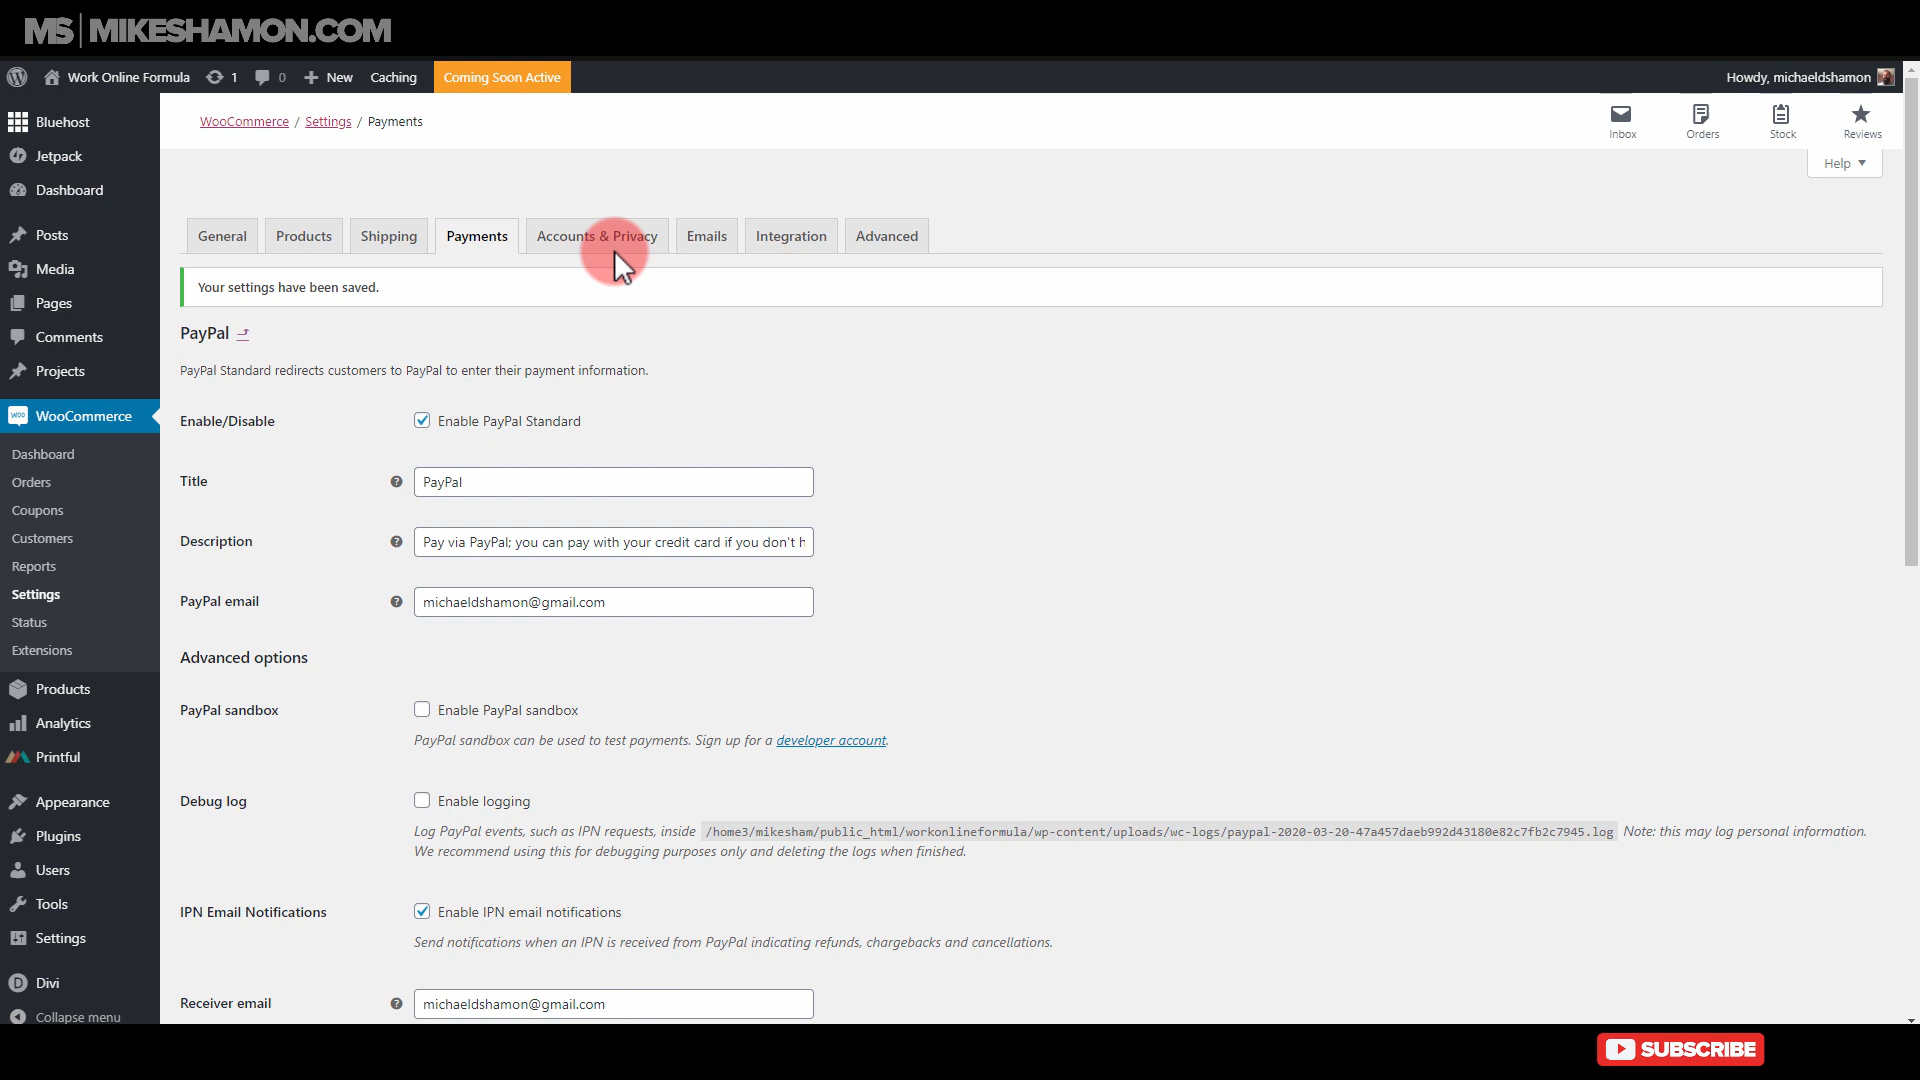 MS | MIKESHAMON.COM
Work Online Formula 1 0 New Caching Coming Soon Active Howdy, michaeldshamon
Bluehost
Jetpack
Dashboard
Posts
Media
Pages
Comments
Projects
WooCommerce
Dashboard
Orders
Coupons
Customers
Reports
Settings
Status
Extensions
Products
Analytics
Printful
Appearance
Plugins
Users
Tools
Settings
Divi
Collapse menu
WooCommerce / Settings / Payments
Inbox Orders Stock Reviews
Help
General Products Shipping Payments Accounts & Privacy Emails Integration Advanced
Your settings have been saved.
PayPal
PayPal Standard redirects customers to PayPal to enter their payment information.
Enable/Disable Enable PayPal Standard
Title PayPal
Description Pay via PayPal; you can pay with your credit card if you don't h
PayPal email michaeldshamon@gmail.com
Advanced options
PayPal sandbox Enable PayPal sandbox
PayPal sandbox can be used to test payments. Sign up for a developer account.
Debug log Enable logging
Log PayPal events, such as IPN requests, inside /home3/mikesham/public_html/workonlineformula/wp-content/uploads/wc-logs/paypal-2020-03-20-47a457daeb992d43180e82c7fb2c7945.log Note: this may log personal information.
We recommend using this for debugging purposes only and deleting the logs when finished.
IPN Email Notifications Enable IPN email notifications
Send notifications when an IPN is received from PayPal indicating refunds, chargebacks and cancellations.
Receiver email michaeldshamon@gmail.com
SUBSCRIBE